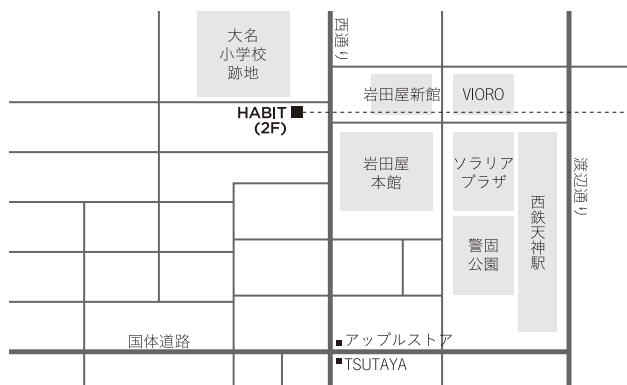 大名
小学校
跡地
西通り
岩田屋新館
VIORO
HABIT
(2F)
岩田屋
本館
ソラリア
プラザ
西鉄天神駅
渡辺通り
警固
公園
国体道路
アップルストア
TSUTAYA